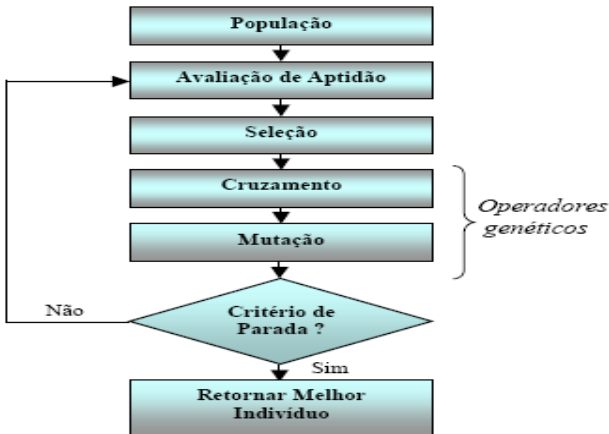 População
Avaliação de Aptidão
Seleção
Cruzamento
Mutação
Operadores
genéticos
Critério de
Parada ?
Não
Sim
Retornar Melhor
Indivíduo